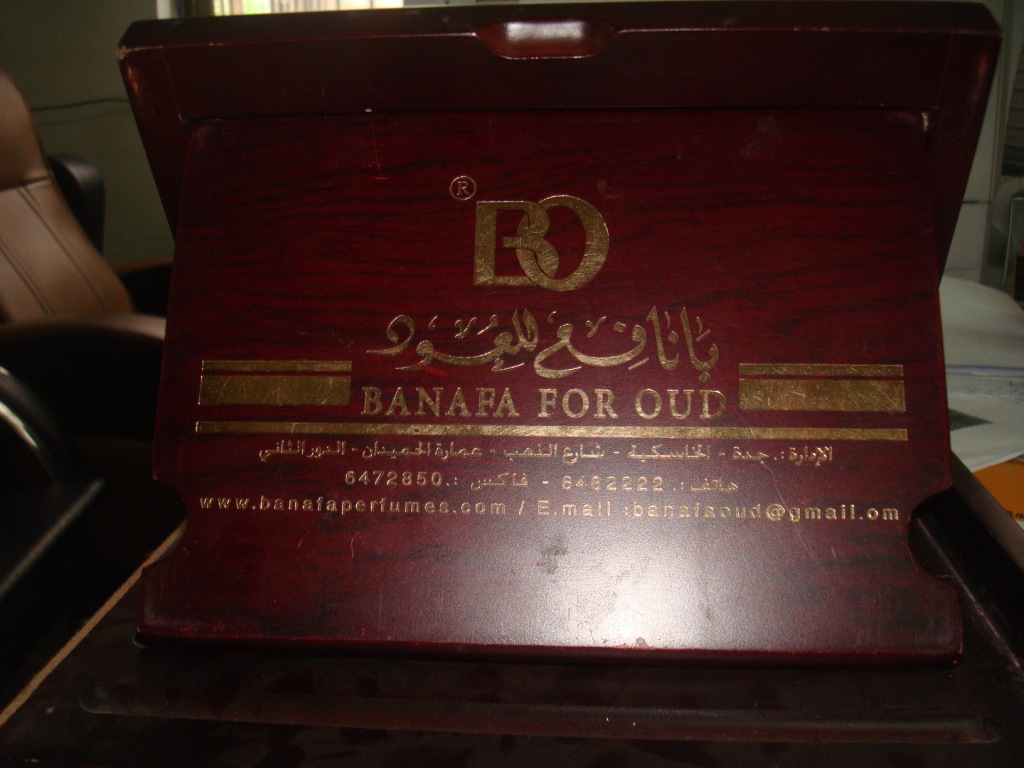 ®
BO
بانافع للعود
BANAFA FOR OUD
الإدارة:. جدة - الخاسكية - شارع الذهب - عمارة الحميدان - الدور الثاني
هاتف:. 6482222 - فاكس:. 6472850
www.banafaperfumes.com / E.mail :banafaoud@gmail.om